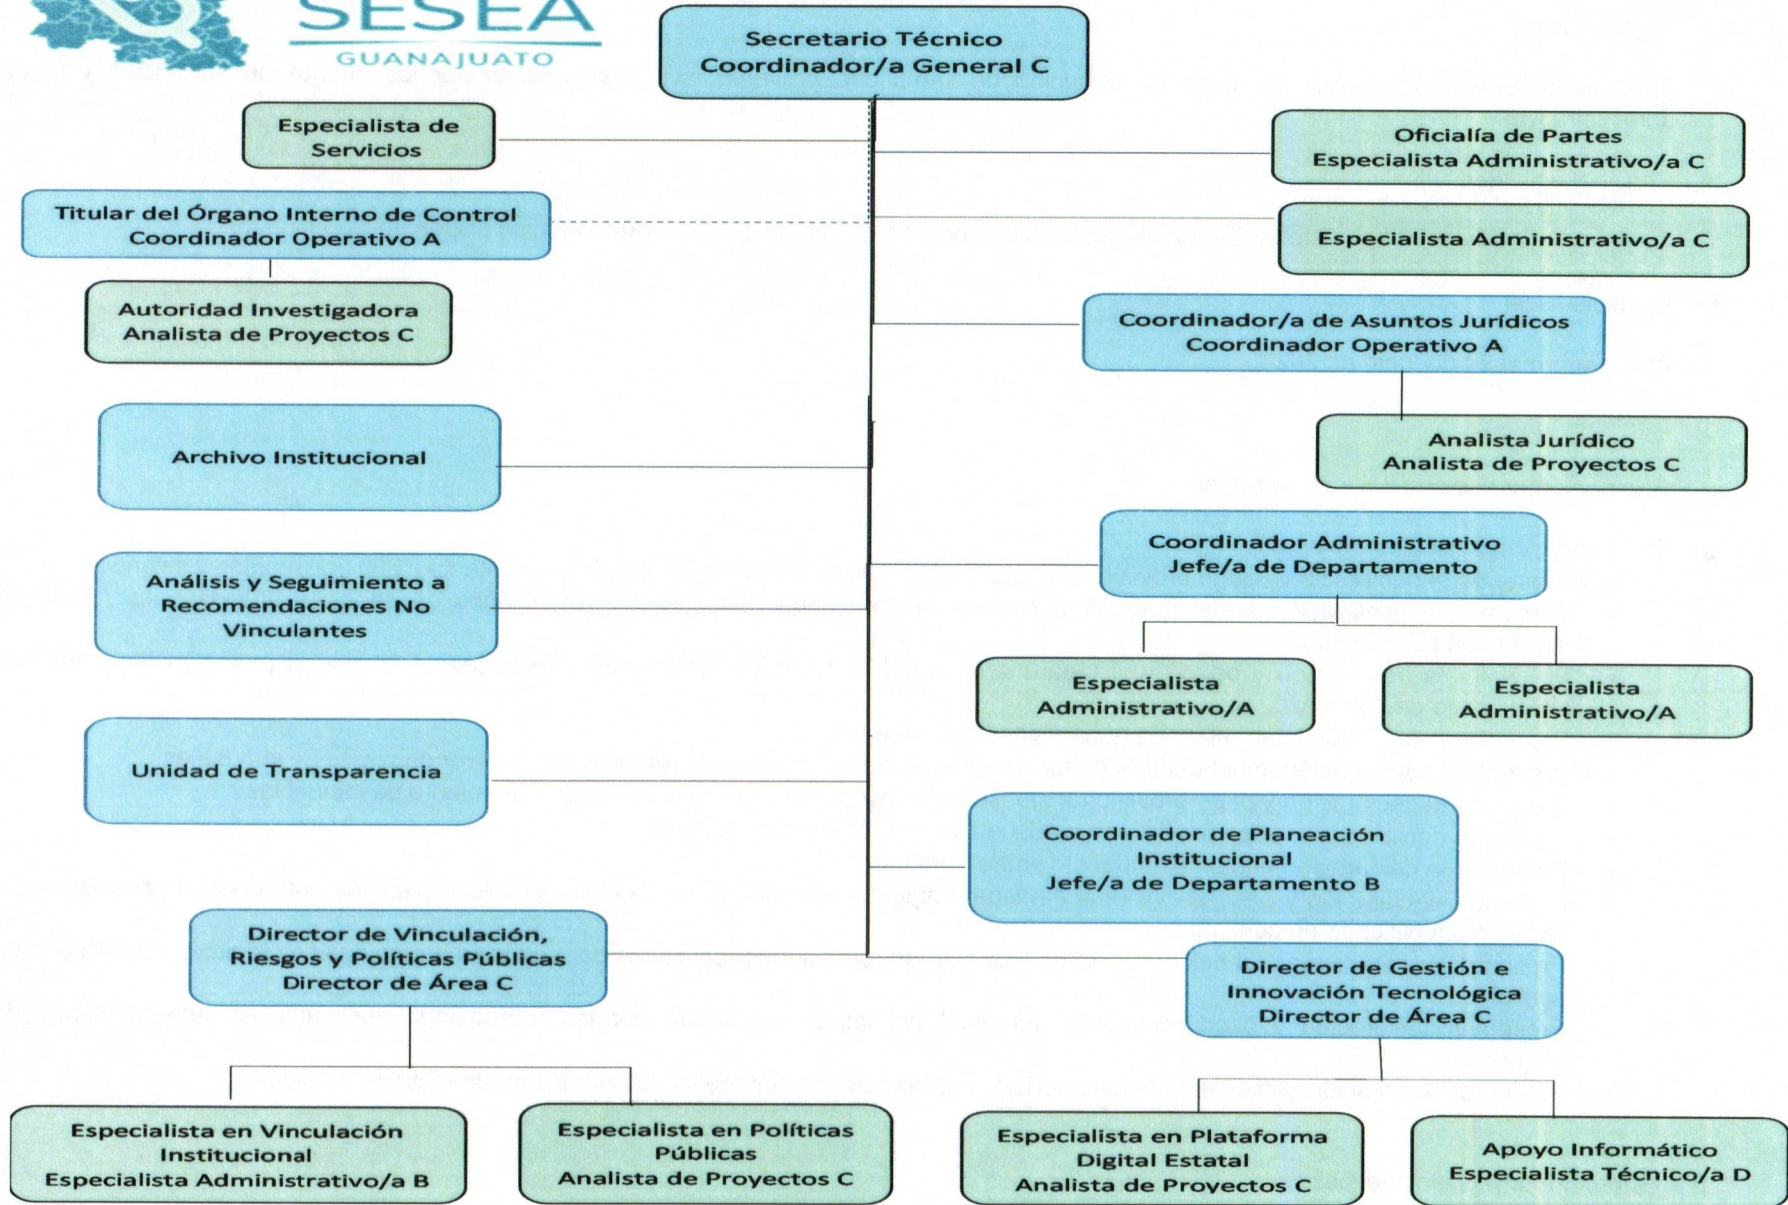 SESEA
GUANAJUATO
Secretario Técnico
Coordinador/a General C
Especialista de
Servicios
Oficialía de Partes
Especialista Administrativo/a C
Titular del Órgano Interno de Control
Coordinador Operativo A
Especialista Administrativo/a C
Autoridad Investigadora
Analista de Proyectos C
Coordinador/a de Asuntos Jurídicos
Coordinador Operativo A
Archivo Institucional
Analista Jurídico
Analista de Proyectos C
Coordinador Administrativo
Jefe/a de Departamento
Análisis y Seguimiento a
Recomendaciones No
Vinculantes
Especialista
Administrativo/A
Especialista
Administrativo/A
Unidad de Transparencia
Coordinador de Planeación
Institucional
Jefe/a de Departamento B
Director de Vinculación,
Riesgos y Políticas Públicas
Director de Área C
Director de Gestión e
Innovación Tecnológica
Director de Área C
Especialista en Vinculación
Institucional
Especialista Administrativo/a B
Especialista en Políticas
Públicas
Analista de Proyectos C
Especialista en Plataforma
Digital Estatal
Analista de Proyectos C
Apoyo Informático
Especialista Técnico/a D